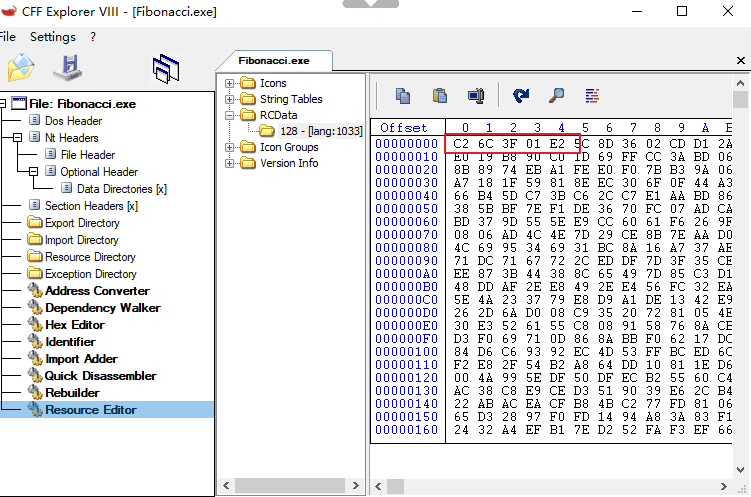 CFF Explorer VIII - [Fibonacci.exe]
File Settings ?
Fibonacci.exe
File: Fibonacci.exe
Dos Header
Nt Headers
File Header
Optional Header
Data Directories [x]
Section Headers [x]
Export Directory
Import Directory
Resource Directory
Exception Directory
Address Converter
Dependency Walker
Hex Editor
Identifier
Import Adder
Quick Disassembler
Rebuilder
Resource Editor
Icons
String Tables
RCData
128 - [lang:1033]
Icon Groups
Version Info
Offset 0 1 2 3 4 5 6 7 8 9 A B
00000000 C2 6C 3F 01 E2 5C 8D 36 02 CD D1 2A
00000010 E0 19 B8 90 C0 1D 69 FF CC 3A BD 06
00000020 8B 89 74 EB A1 FE E0 F0 7B B3 9A 06
00000030 A7 18 1F 59 81 8E EC 30 6F 0F 44 A3
00000040 66 B4 5D C7 3B C6 2C C7 E1 AA BD 86
00000050 38 5B BF 7E F1 DE 36 70 FC 07 AD CA
00000060 BD 37 9D 55 5E E9 CC 60 61 F6 26 9F
00000070 08 06 AD 4C 4E 7D 29 CE 8B 7E AA D0
00000080 4C 69 95 34 69 31 BC 8A 16 A7 37 AE
00000090 71 DC 71 67 72 2C ED DF 7D 3F 35 CE
000000A0 EE 87 3B 44 38 8C 65 49 7D 85 C3 D1
000000B0 48 DD AF 2E E8 49 2E E4 56 FC 32 EA
000000C0 5E 4A 23 37 79 E8 D9 A1 DE 13 42 E9
000000D0 26 2D 6A D0 08 C9 35 20 72 81 05 4E
000000E0 30 E3 52 61 55 C8 08 91 58 76 8A CE
000000F0 D3 F0 69 71 0D 86 8A BB F0 62 17 DC
00000100 84 D6 C6 93 92 EC 4D 53 FF BC ED 6C
00000110 F2 E8 2F 54 B2 A8 64 DD 10 81 1E D6
00000120 00 4A 99 5E DF 50 DF EC B2 55 60 C4
00000130 AC 38 C8 E9 CE D3 51 90 39 E6 2C B4
00000140 22 AB AC EA CF B8 4B C2 77 FD 81 06
00000150 65 D3 28 97 F0 FD 14 94 A8 3A 83 F1
00000160 24 32 A4 EF B1 7E D2 52 FA F3 EF 66